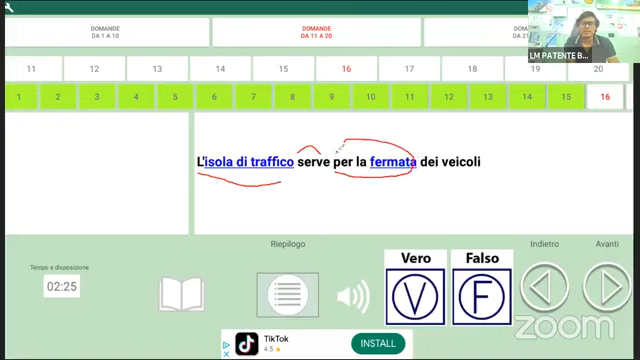 DOMANDE
DA 1 A 10
DOMANDE
DA 11 A 20
DOMANDE
DA 21
LM PATENTE B...
11 12 13 14 15 16 17 18 19 20
1 2 3 4 5 6 7 8 9 10 11 12 13 14 15 16
L'isola di traffico serve per la fermata dei veicoli
Riepilogo
Tempo a disposizione
02:25
Vero
Falso
V
F
Indietro
Avanti
zoom
TikTok
4.5
INSTALL